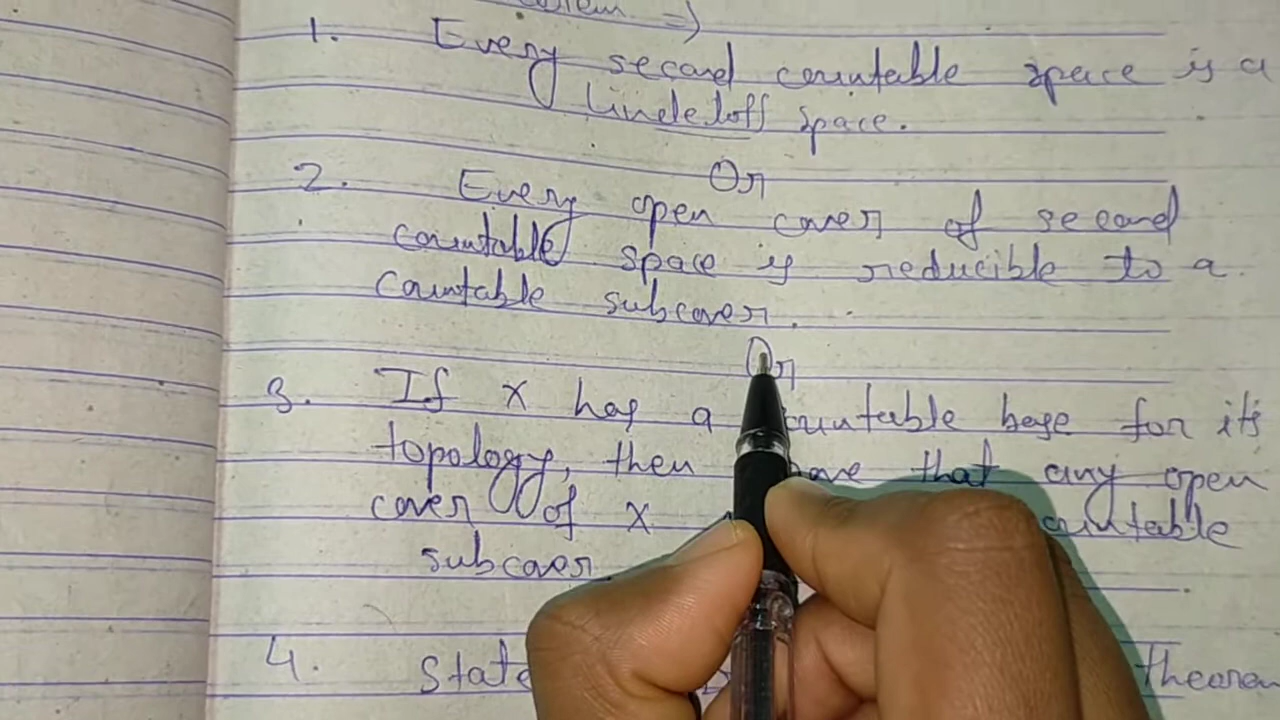 1. Every second countable space is a
Lindeloff space.
Or
2. Every open cover of second
countable space is reducible to a
countable subcover.
Or
3. If X has a countable base for its
topology, then that any open
cover of X countable
subcover
4. State Theorem